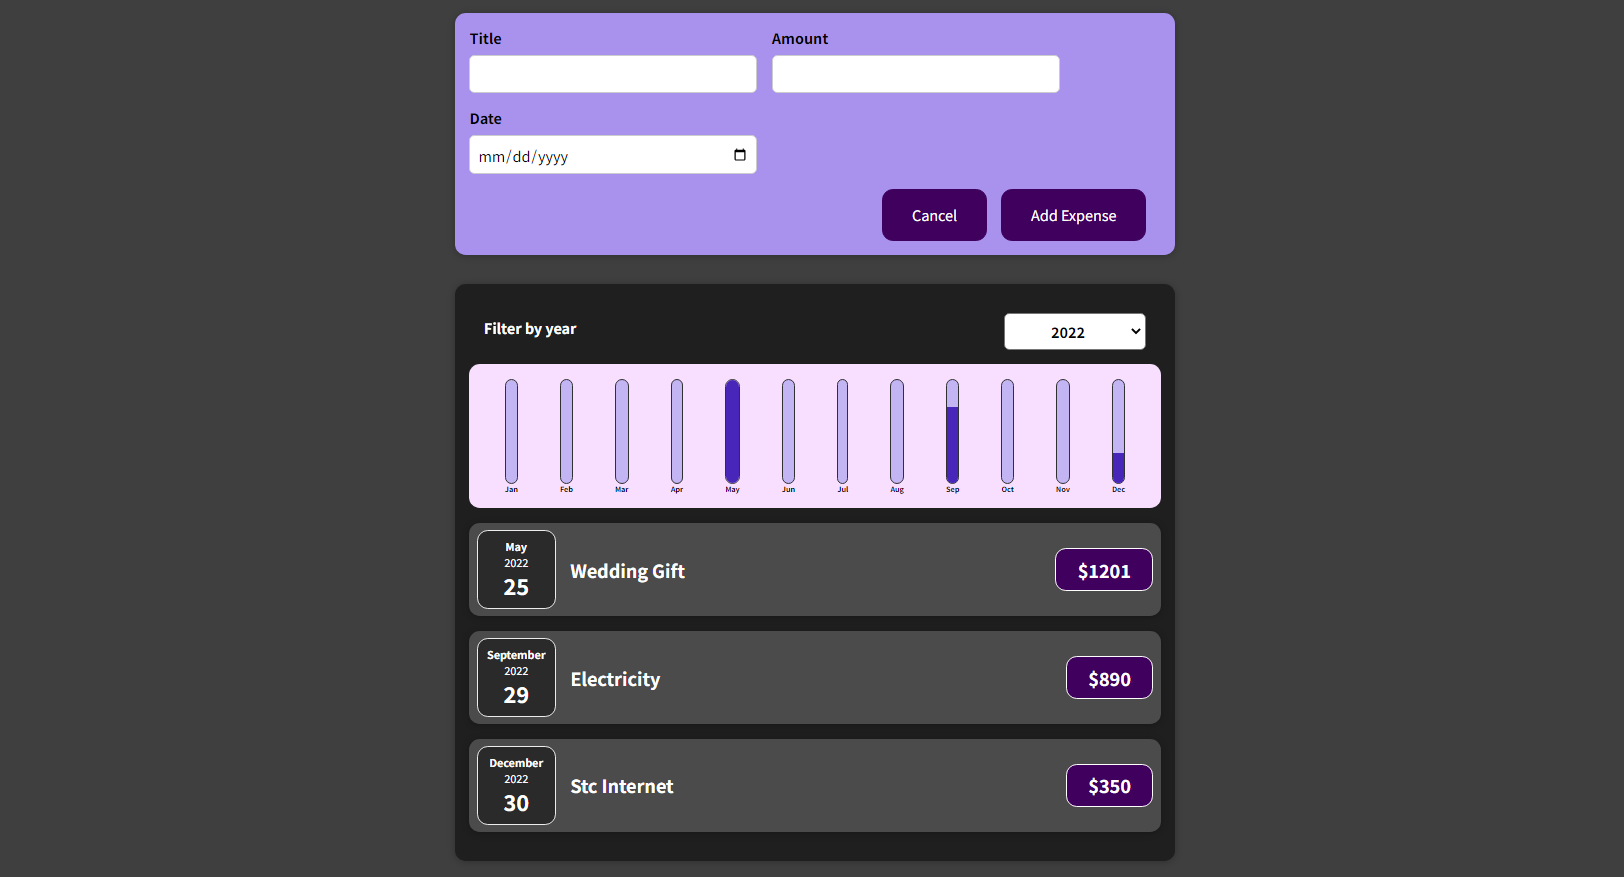 Title Amount
Date
mm/dd/yyyy
Cancel Add Expense
Filter by year 2022
Jan Feb Mar Apr May Jun Jul Aug Sep Oct Nov Dec
May
2022
25
Wedding Gift
$1201
September
2022
29
Electricity
$890
December
2022
30
Stc Internet
$350